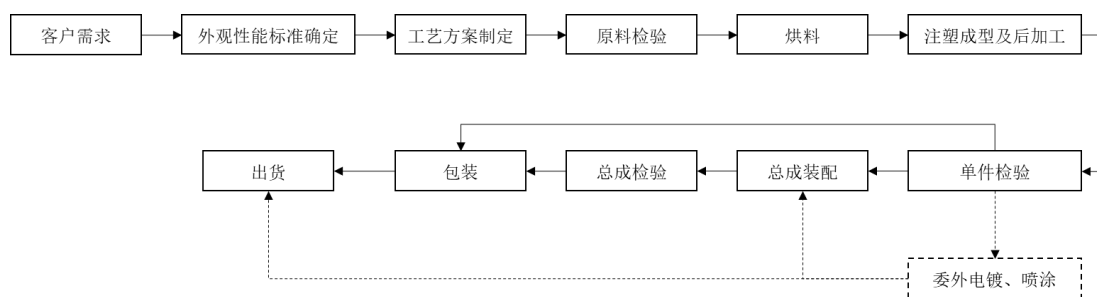 客户需求
外观性能标准确定
工艺方案制定
原料检验
烘料
注塑成型及后加工
单件检验
总成装配
总成检验
包装
出货
委外电镀、喷涂